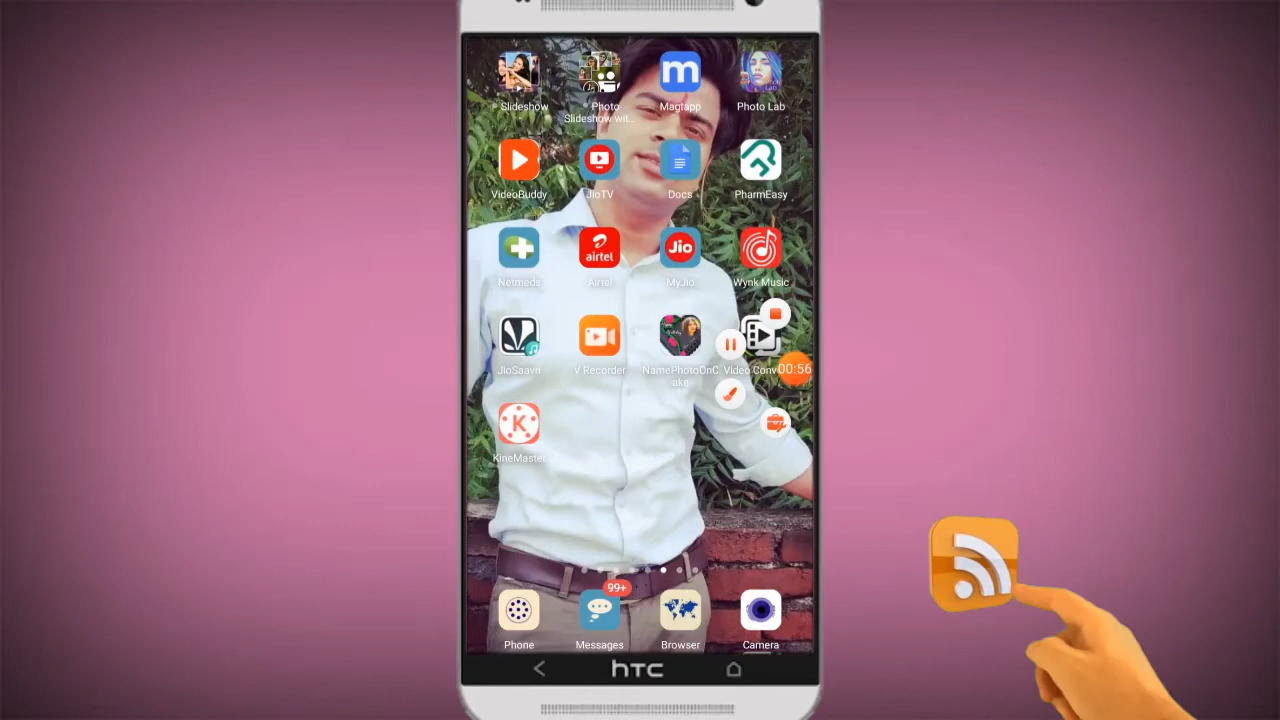 Slideshow
Photo
Slideshow wit...
m
Magtapp
Lab
Photo Lab
VideoBuddy
JioTV
Docs
PharmEasy
airtel
Jio
Netmeds
Airtel
MyJio
Wynk Music
JioSaavn
V Recorder
NamePhotoOnC
ake
Video Conv
00:56
K
KineMaster
99+
Phone
Messages
Browser
Camera
hTC